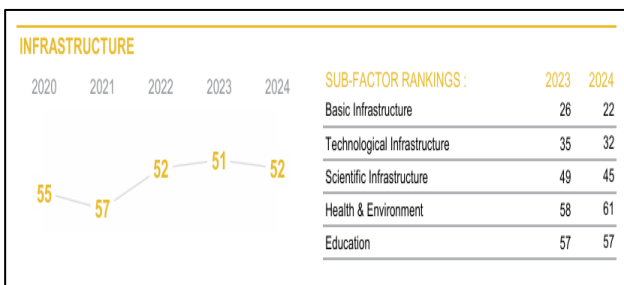 INFRASTRUCTURE
2020 2021 2022 2023 2024
55 57 52 51 52
SUB-FACTOR RANKINGS : 2023 2024
Basic Infrastructure 26 22
Technological Infrastructure 35 32
Scientific Infrastructure 49 45
Health & Environment 58 61
Education 57 57